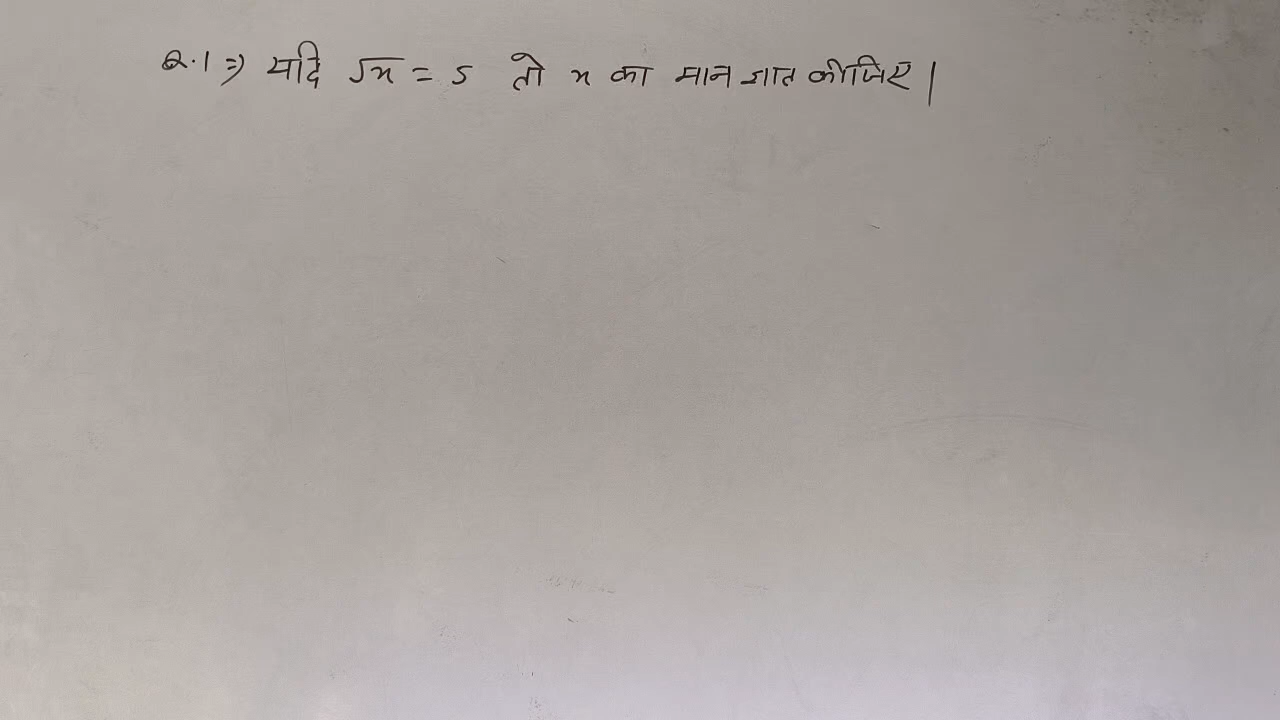 Q.1⇒ यदि √x = 5 तो x का मान ज्ञात कीजिए |